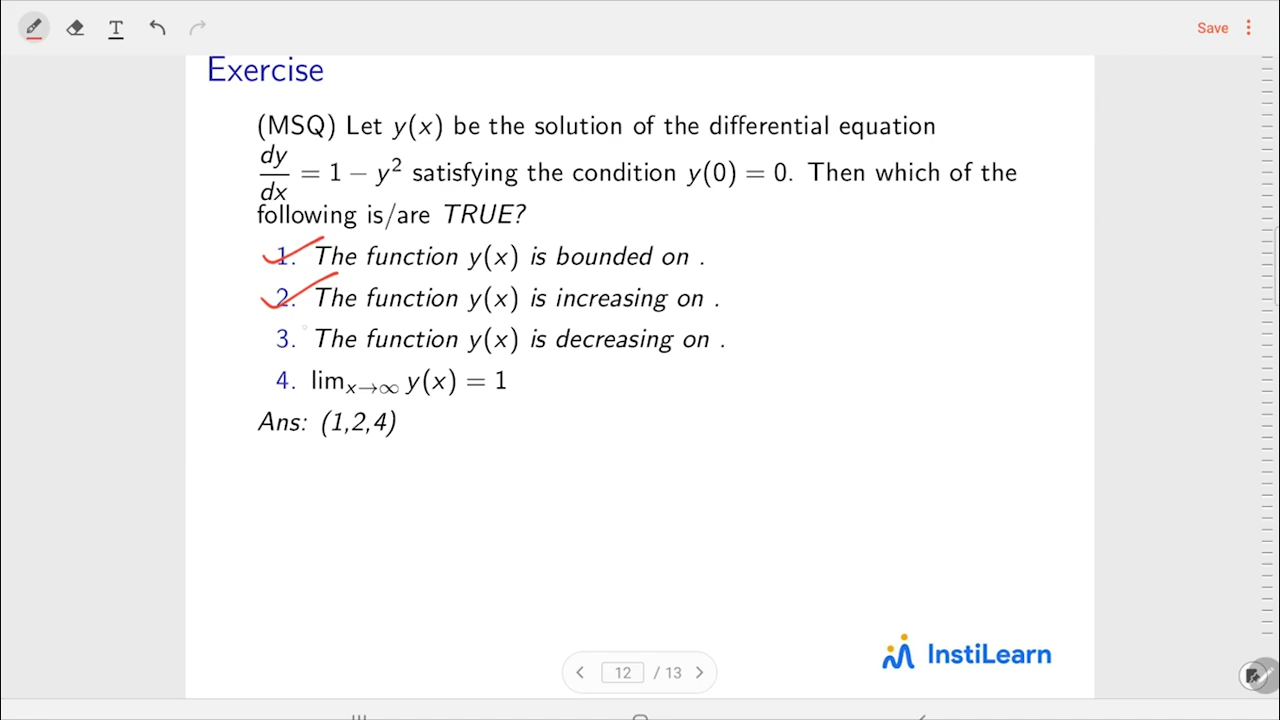 T
Save
Exercise
(MSQ) Let y(x) be the solution of the differential equation
dy/dx = 1 − y² satisfying the condition y(0) = 0. Then which of the
following is/are TRUE?
1. The function y(x) is bounded on .
2. The function y(x) is increasing on .
3. The function y(x) is decreasing on .
4. lim_{x→∞} y(x) = 1
Ans: (1,2,4)
InstiLearn
12 / 13